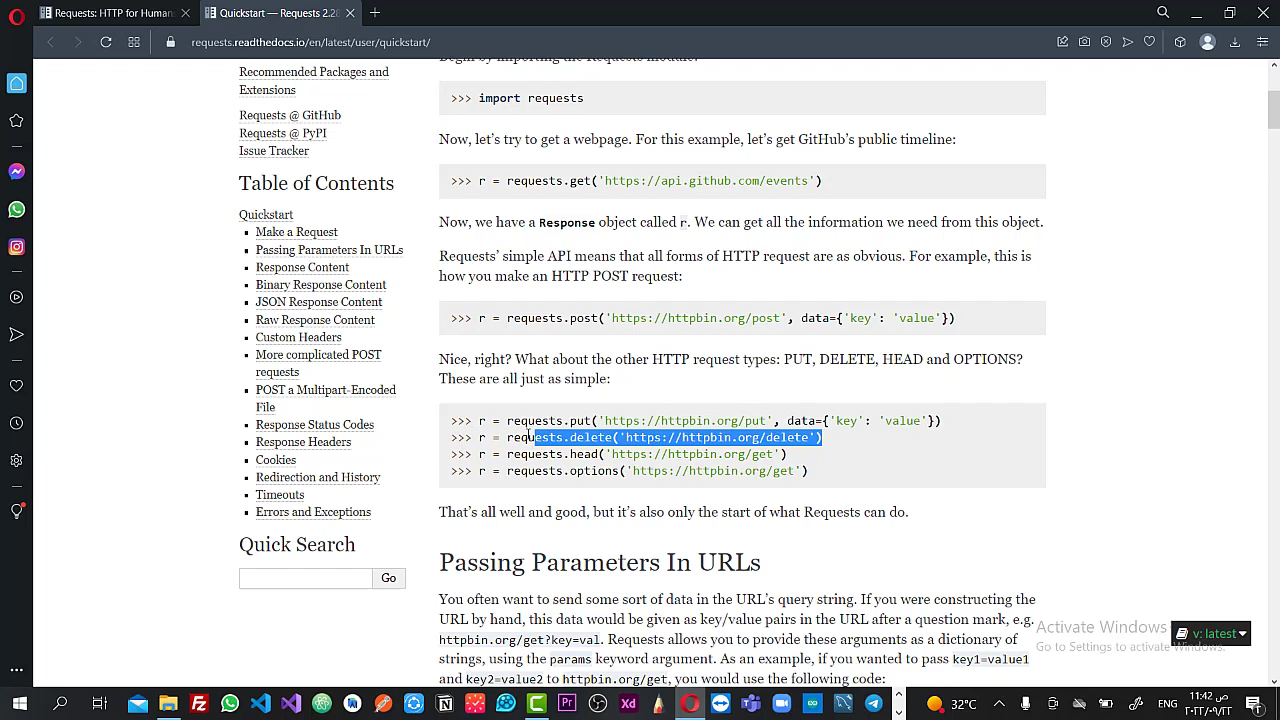 Requests: HTTP for Human
Quickstart — Requests 2.28
requests.readthedocs.io/en/latest/user/quickstart/
Recommended Packages and
Extensions
Requests @ GitHub
Requests @ PyPI
Issue Tracker
Table of Contents
Quickstart
Make a Request
Passing Parameters In URLs
Response Content
Binary Response Content
JSON Response Content
Raw Response Content
Custom Headers
More complicated POST
requests
POST a Multipart-Encoded
File
Response Status Codes
Response Headers
Cookies
Redirection and History
Timeouts
Errors and Exceptions
Quick Search
Go
Begin by importing the Requests module:
>>> import requests
Now, let’s try to get a webpage. For this example, let’s get GitHub’s public timeline:
>>> r = requests.get('https://api.github.com/events')
Now, we have a Response object called r. We can get all the information we need from this object.
Requests’ simple API means that all forms of HTTP request are as obvious. For example, this is
how you make an HTTP POST request:
>>> r = requests.post('https://httpbin.org/post', data={'key': 'value'})
Nice, right? What about the other HTTP request types: PUT, DELETE, HEAD and OPTIONS?
These are all just as simple:
>>> r = requests.put('https://httpbin.org/put', data={'key': 'value'})
>>> r = requests.delete('https://httpbin.org/delete')
>>> r = requests.head('https://httpbin.org/get')
>>> r = requests.options('https://httpbin.org/get')
That’s all well and good, but it’s also only the start of what Requests can do.
Passing Parameters In URLs
You often want to send some sort of data in the URL’s query string. If you were constructing the
URL by hand, this data would be given as key/value pairs in the URL after a question mark, e.g.
httpbin.org/get?key=val. Requests allows you to provide these arguments as a dictionary of
strings, using the params keyword argument. As an example, if you wanted to pass key1=value1
and key2=value2 to httpbin.org/get, you would use the following code:
Activate Windows
Go to Settings to activate Windows.
v: latest
32°C
ENG
١١:٤٢ ص
٢٠٢٢/٠٩/٢٢